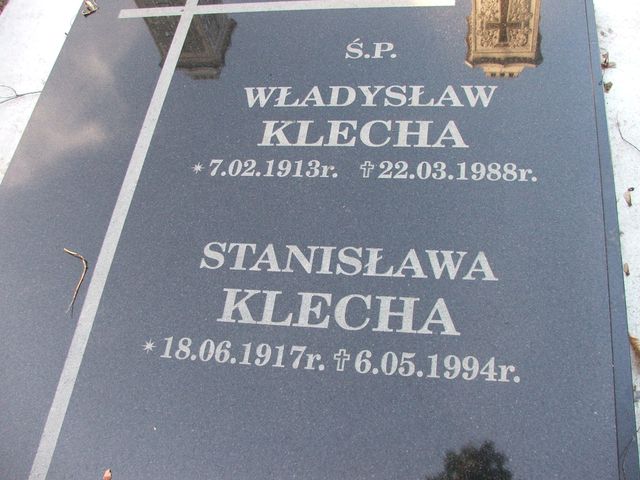 Ś.P.
WŁADYSŁAW
KLECHA
* 7.02.1913r. ✝ 22.03.1988r.
STANISŁAWA
KLECHA
* 18.06.1917r. ✝ 6.05.1994r.